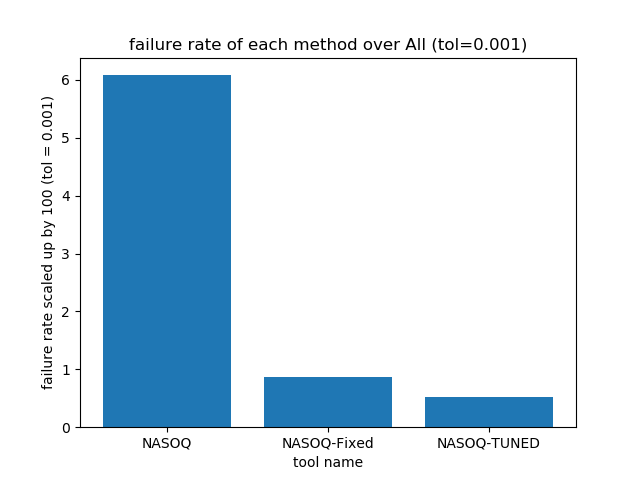 failure rate of each method over All (tol=0.001)
failure rate scaled up by 100 (tol = 0.001)
6
5
4
3
2
1
0
NASOQ NASOQ-Fixed NASOQ-TUNED
tool name